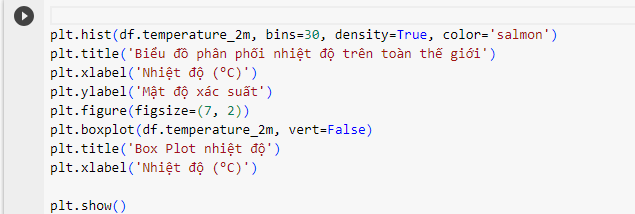 plt.hist(df.temperature_2m, bins=30, density=True, color='salmon')
plt.title('Biểu đồ phân phối nhiệt độ trên toàn thế giới')
plt.xlabel('Nhiệt độ (°C)')
plt.ylabel('Mật độ xác suất')
plt.figure(figsize=(7, 2))
plt.boxplot(df.temperature_2m, vert=False)
plt.title('Box Plot nhiệt độ')
plt.xlabel('Nhiệt độ (°C)')
plt.show()